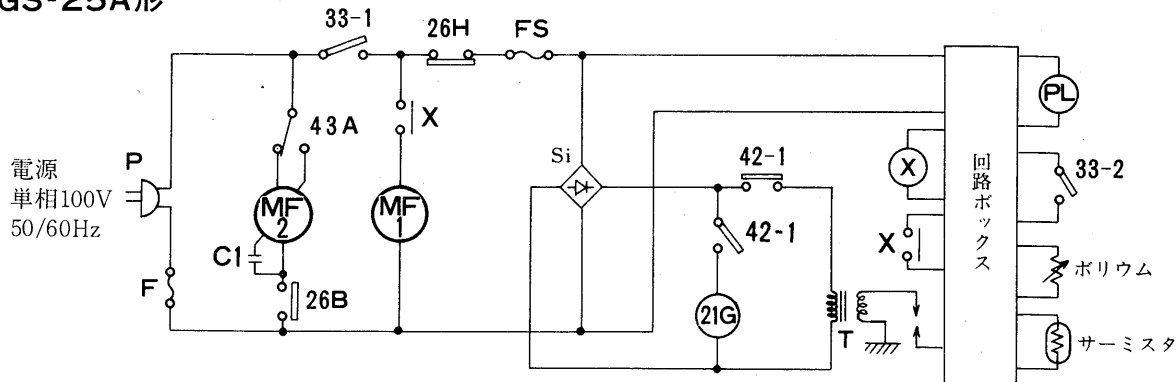 GS-25A形
33-1
26H
FS
43A
X
電源
単相100V
50/60Hz
P
MF
2
MF
1
C1
26B
F
Si
42-1
42-1
21G
T
X
X
回路ボックス
PL
33-2
ボリウム
サーミスタ